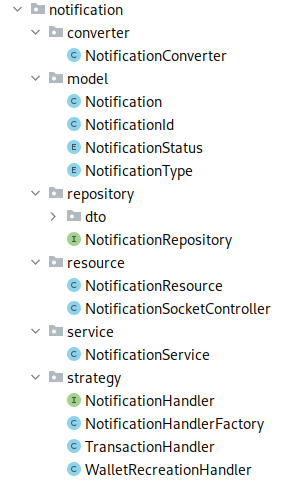 notification
converter
C NotificationConverter
model
C Notification
C NotificationId
E NotificationStatus
E NotificationType
repository
dto
I NotificationRepository
resource
C NotificationResource
C NotificationSocketController
service
C NotificationService
strategy
I NotificationHandler
C NotificationHandlerFactory
C TransactionHandler
C WalletRecreationHandler